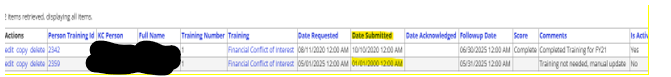 2 items retrieved, displaying all items.
Actions Person Training Id KC Person Full Name Training Number Training Date Requested Date Submitted Date Acknowledged Followup Date Score Comments Is Activ
edit copy delete 2342 1 Financial Conflict of Interest 08/11/2020 12:00 AM 10/10/2020 12:00 AM 06/30/2025 12:00 AM Complete Completed Training for FY21 Yes
edit copy delete 2359 1 Financial Conflict of Interest 05/01/2025 12:00 AM 01/01/2000 12:00 AM 05/31/2025 12:00 AM Training not needed, manual update No